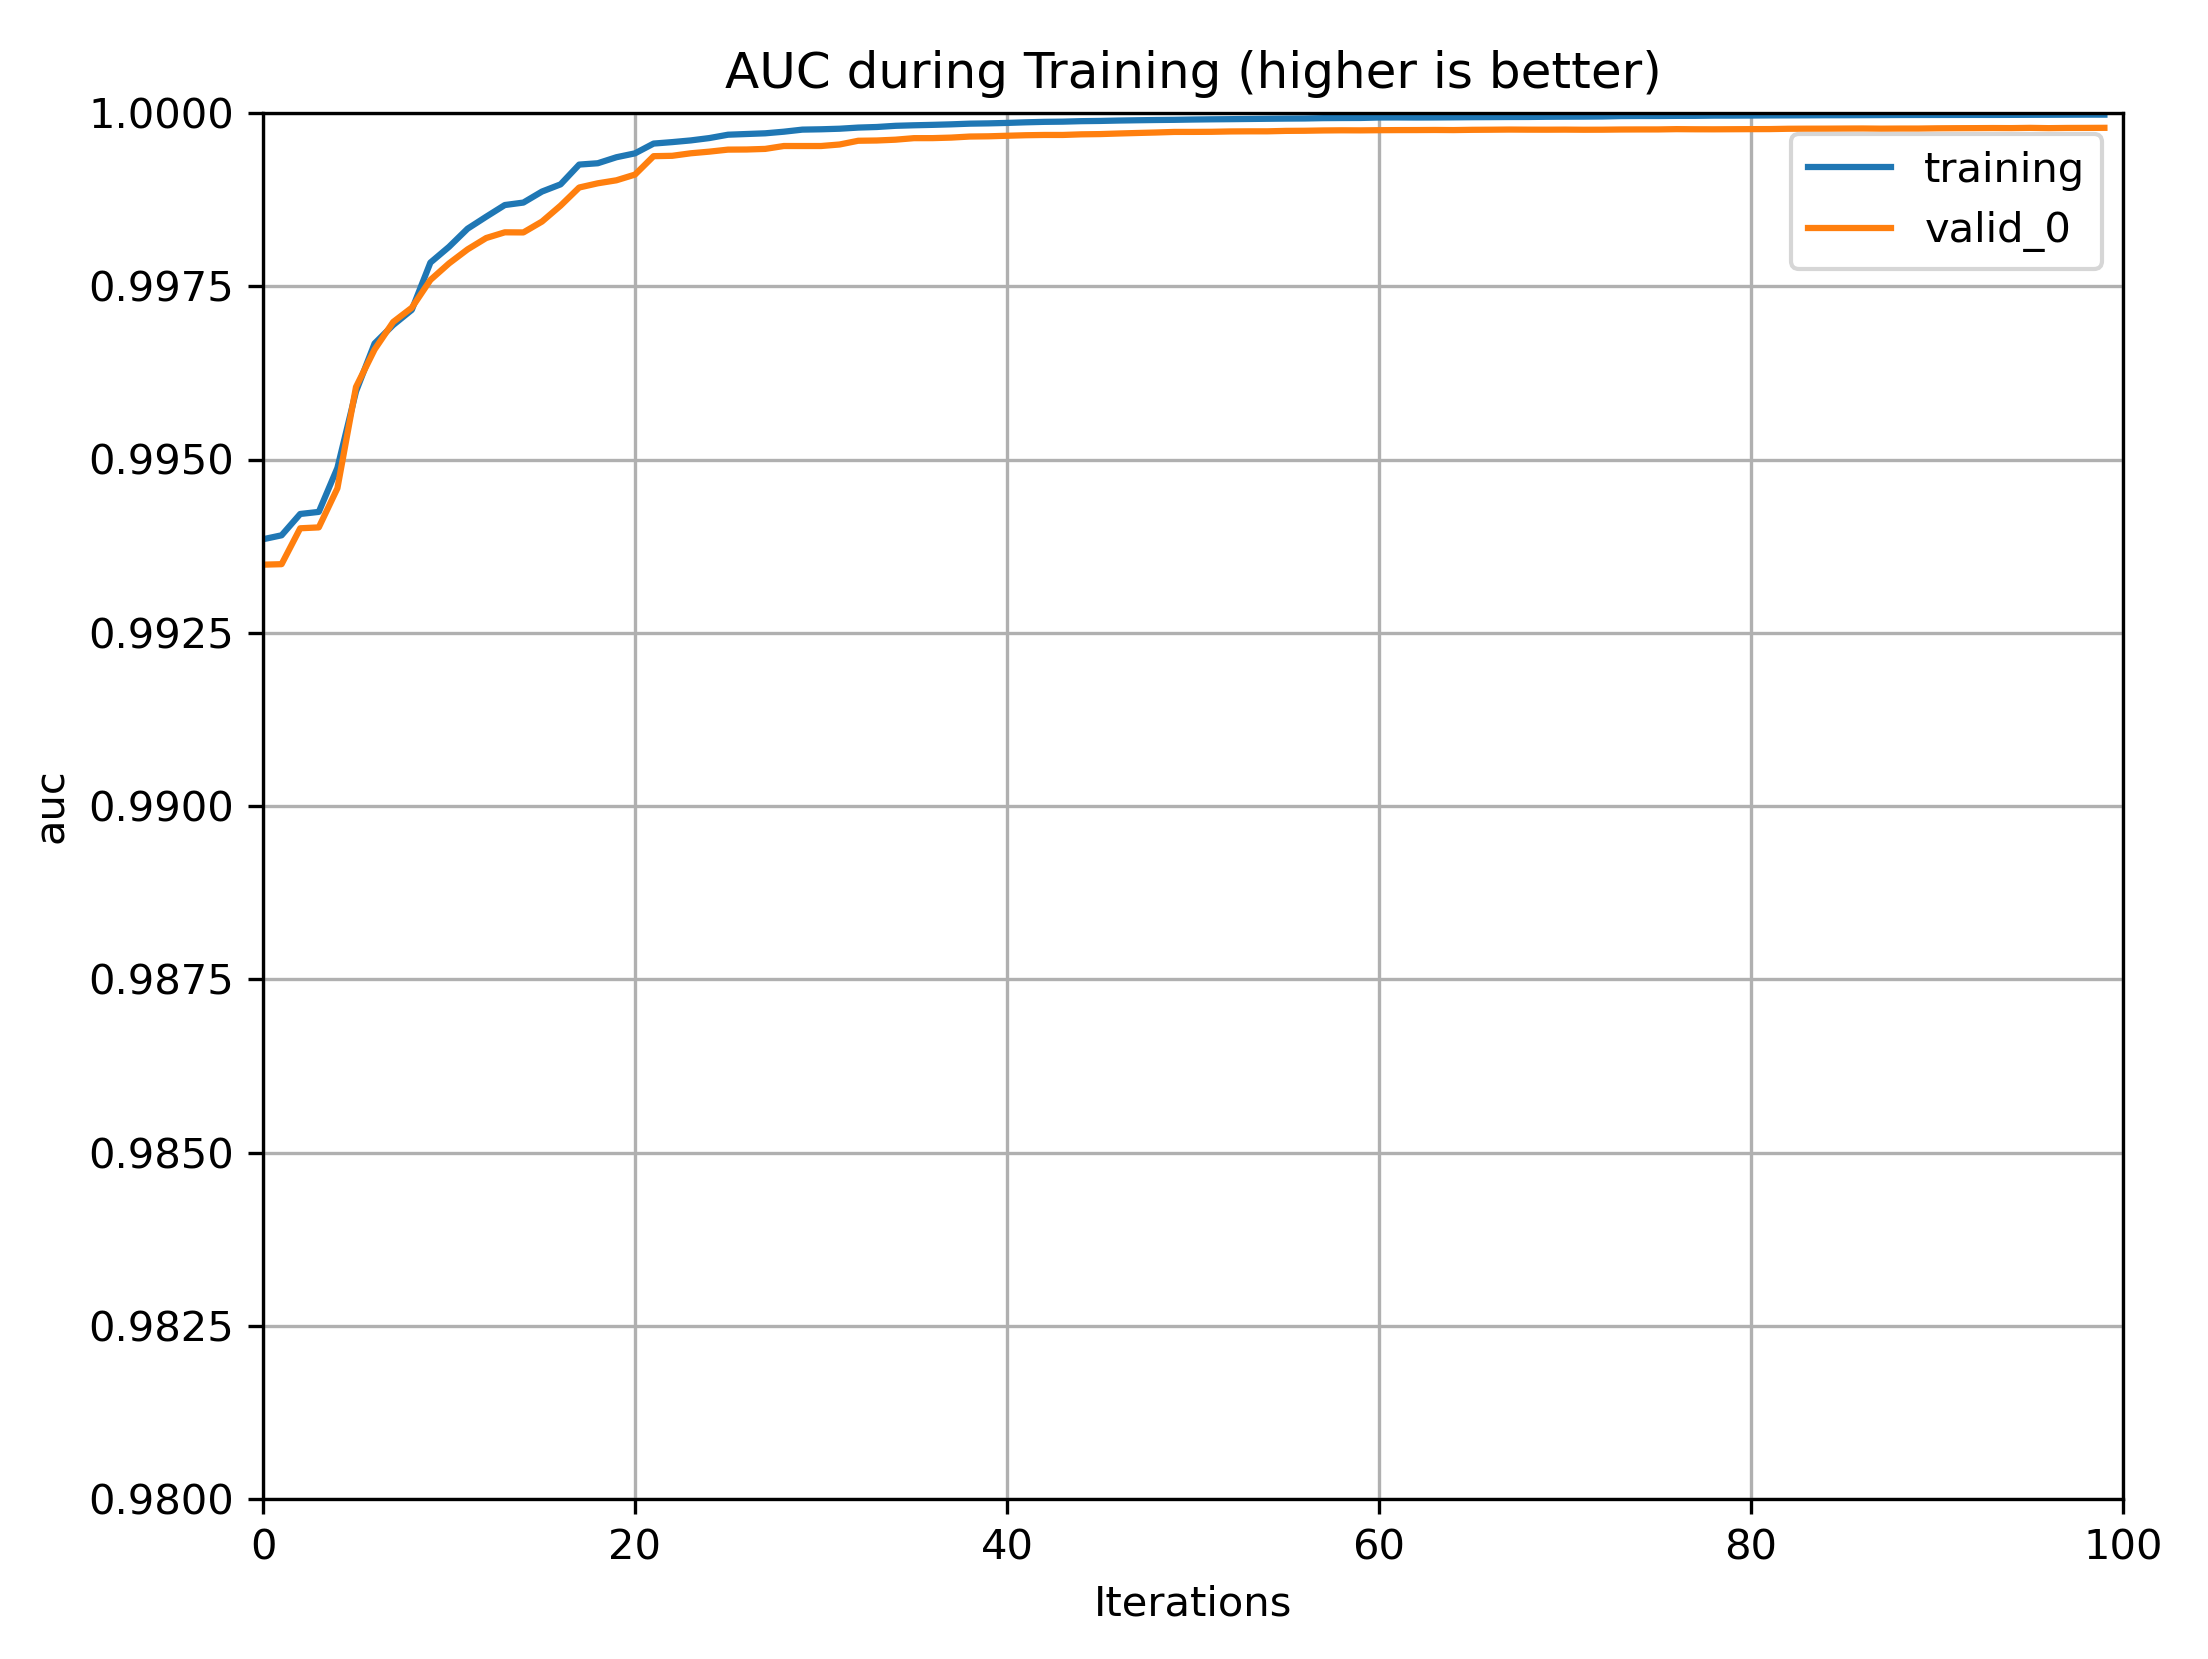 AUC during Training (higher is better)
1.0000
0.9975
0.9950
0.9925
0.9900
0.9875
0.9850
0.9825
0.9800
auc
training
valid_0
0 20 40 60 80 100
Iterations